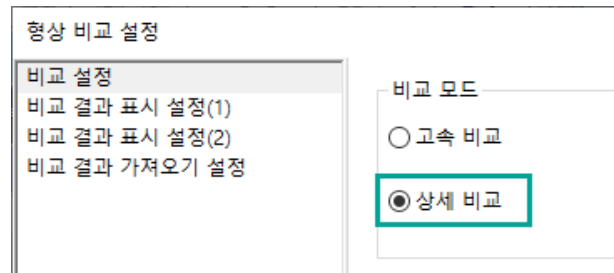 형상 비교 설정
비교 설정
비교 결과 표시 설정(1)
비교 결과 표시 설정(2)
비교 결과 가져오기 설정
비교 모드
고속 비교
상세 비교